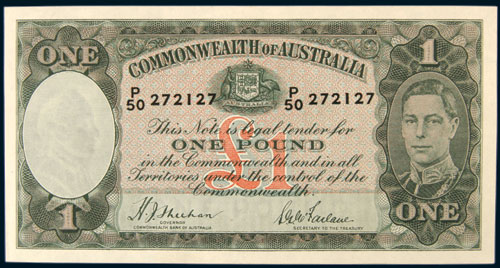 ONE
COMMONWEALTH OF AUSTRALIA
1
AUSTRALIA
P/50 272127 P/50 272127
This Note is legal tender for
ONE POUND
in the Commonwealth and in all
Territories under the control of the
Commonwealth.
£1
H.J. Sheehan
GOVERNOR
COMMONWEALTH BANK OF AUSTRALIA
S.G. McFarlane
SECRETARY TO THE TREASURY
1
ONE